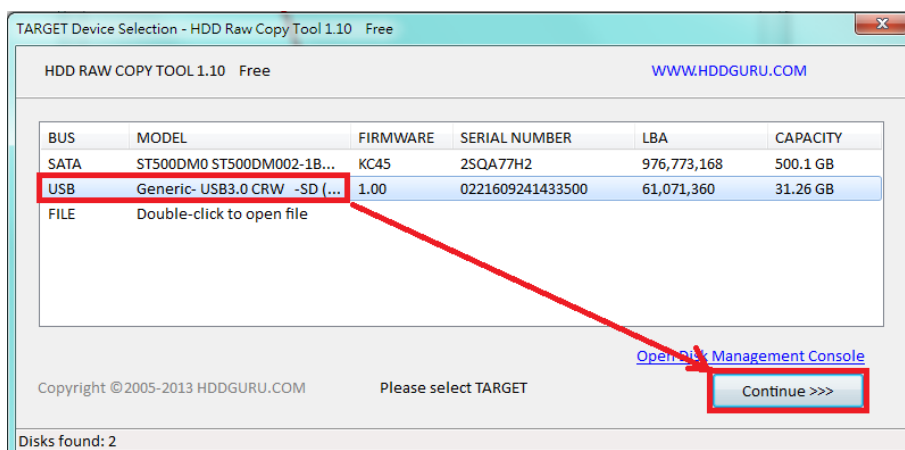 TARGET Device Selection - HDD Raw Copy Tool 1.10 Free
HDD RAW COPY TOOL 1.10 Free WWW.HDDGURU.COM
BUS MODEL FIRMWARE SERIAL NUMBER LBA CAPACITY
SATA ST500DM0 ST500DM002-1B... KC45 2SQA77H2 976,773,168 500.1 GB
USB Generic- USB3.0 CRW -SD (... 1.00 0221609241433500 61,071,360 31.26 GB
FILE Double-click to open file
Open Disk Management Console
Copyright ©2005-2013 HDDGURU.COM Please select TARGET Continue >>>
Disks found: 2